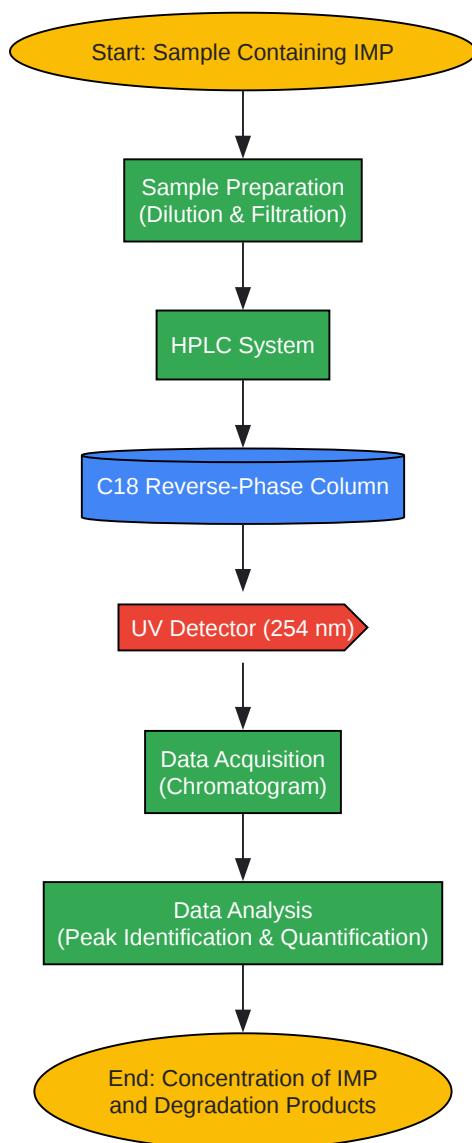 Start: Sample Containing IMP
Sample Preparation
(Dilution & Filtration)
HPLC System
C18 Reverse-Phase Column
UV Detector (254 nm)
Data Acquisition
(Chromatogram)
Data Analysis
(Peak Identification & Quantification)
End: Concentration of IMP
and Degradation Products